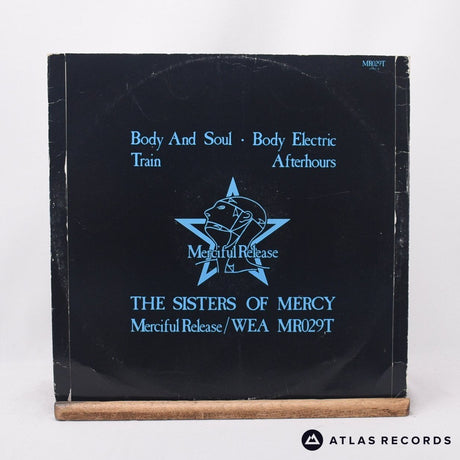 MR029T
Body And Soul · Body Electric
Train Afterhours
Merciful Release
THE SISTERS OF MERCY
Merciful Release/WEA MR029T
ATLAS RECORDS